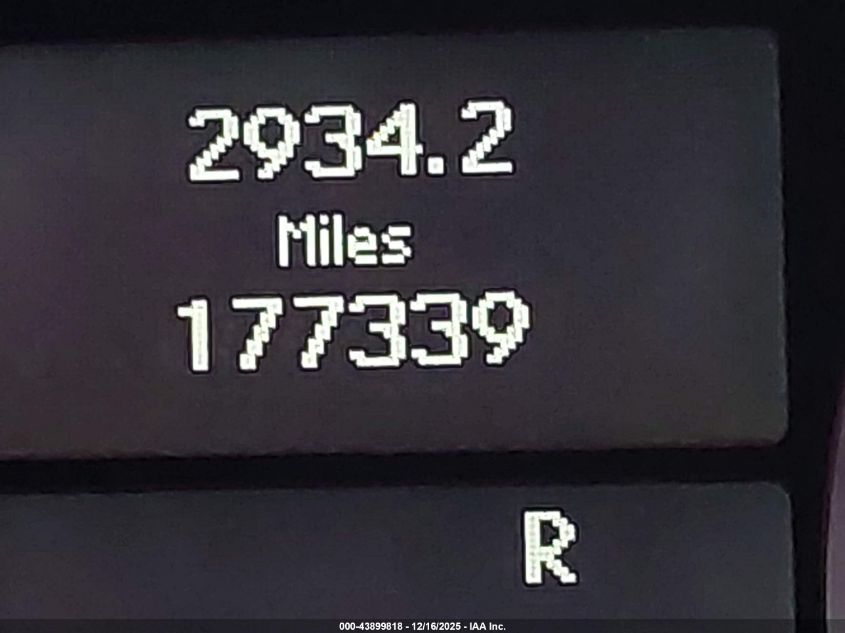 2934.2
Miles
177339
R
000-43899818 - 12/16/2025 - IAA Inc.